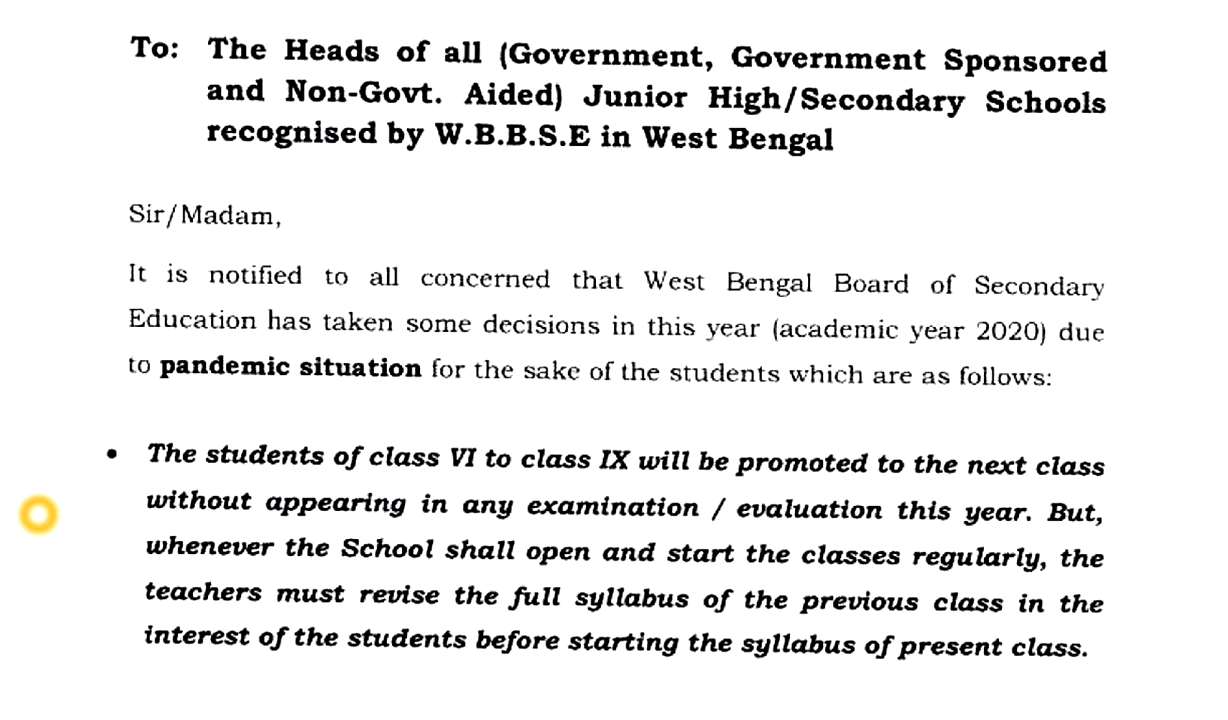 To: The Heads of all (Government, Government Sponsored
and Non-Govt. Aided) Junior High/Secondary Schools
recognised by W.B.B.S.E in West Bengal
Sir/Madam,
It is notified to all concerned that West Bengal Board of Secondary
Education has taken some decisions in this year (academic year 2020) due
to pandemic situation for the sake of the students which are as follows:
• The students of class VI to class IX will be promoted to the next class
without appearing in any examination / evaluation this year. But,
whenever the School shall open and start the classes regularly, the
teachers must revise the full syllabus of the previous class in the
interest of the students before starting the syllabus of present class.